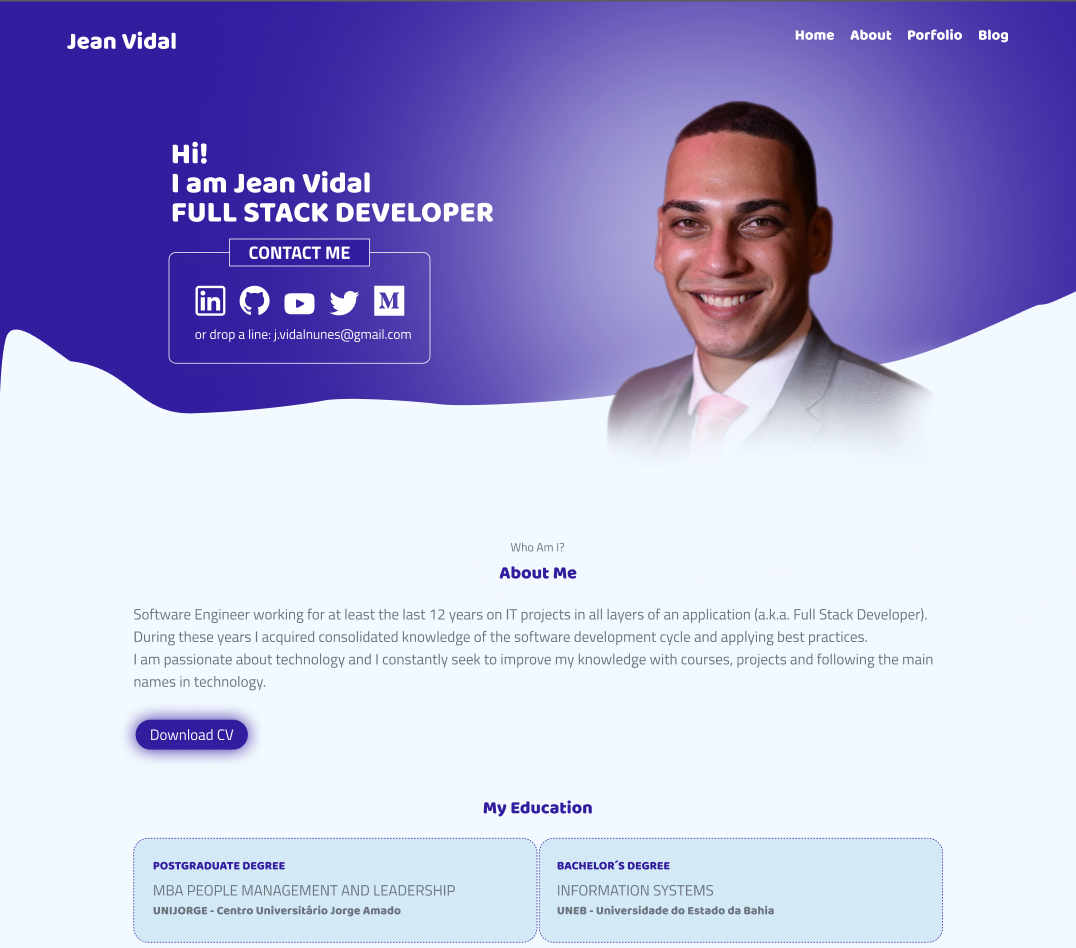 Jean Vidal
Home About Porfolio Blog
Hi!
I am Jean Vidal
FULL STACK DEVELOPER
CONTACT ME
in M
or drop a line: j.vidalnunes@gmail.com
Who Am I?
About Me
Software Engineer working for at least the last 12 years on IT projects in all layers of an application (a.k.a. Full Stack Developer).
During these years I acquired consolidated knowledge of the software development cycle and applying best practices.
I am passionate about technology and I constantly seek to improve my knowledge with courses, projects and following the main
names in technology.
Download CV
My Education
POSTGRADUATE DEGREE
MBA PEOPLE MANAGEMENT AND LEADERSHIP
UNIJORGE - Centro Universitário Jorge Amado
BACHELOR´S DEGREE
INFORMATION SYSTEMS
UNEB - Universidade do Estado da Bahia